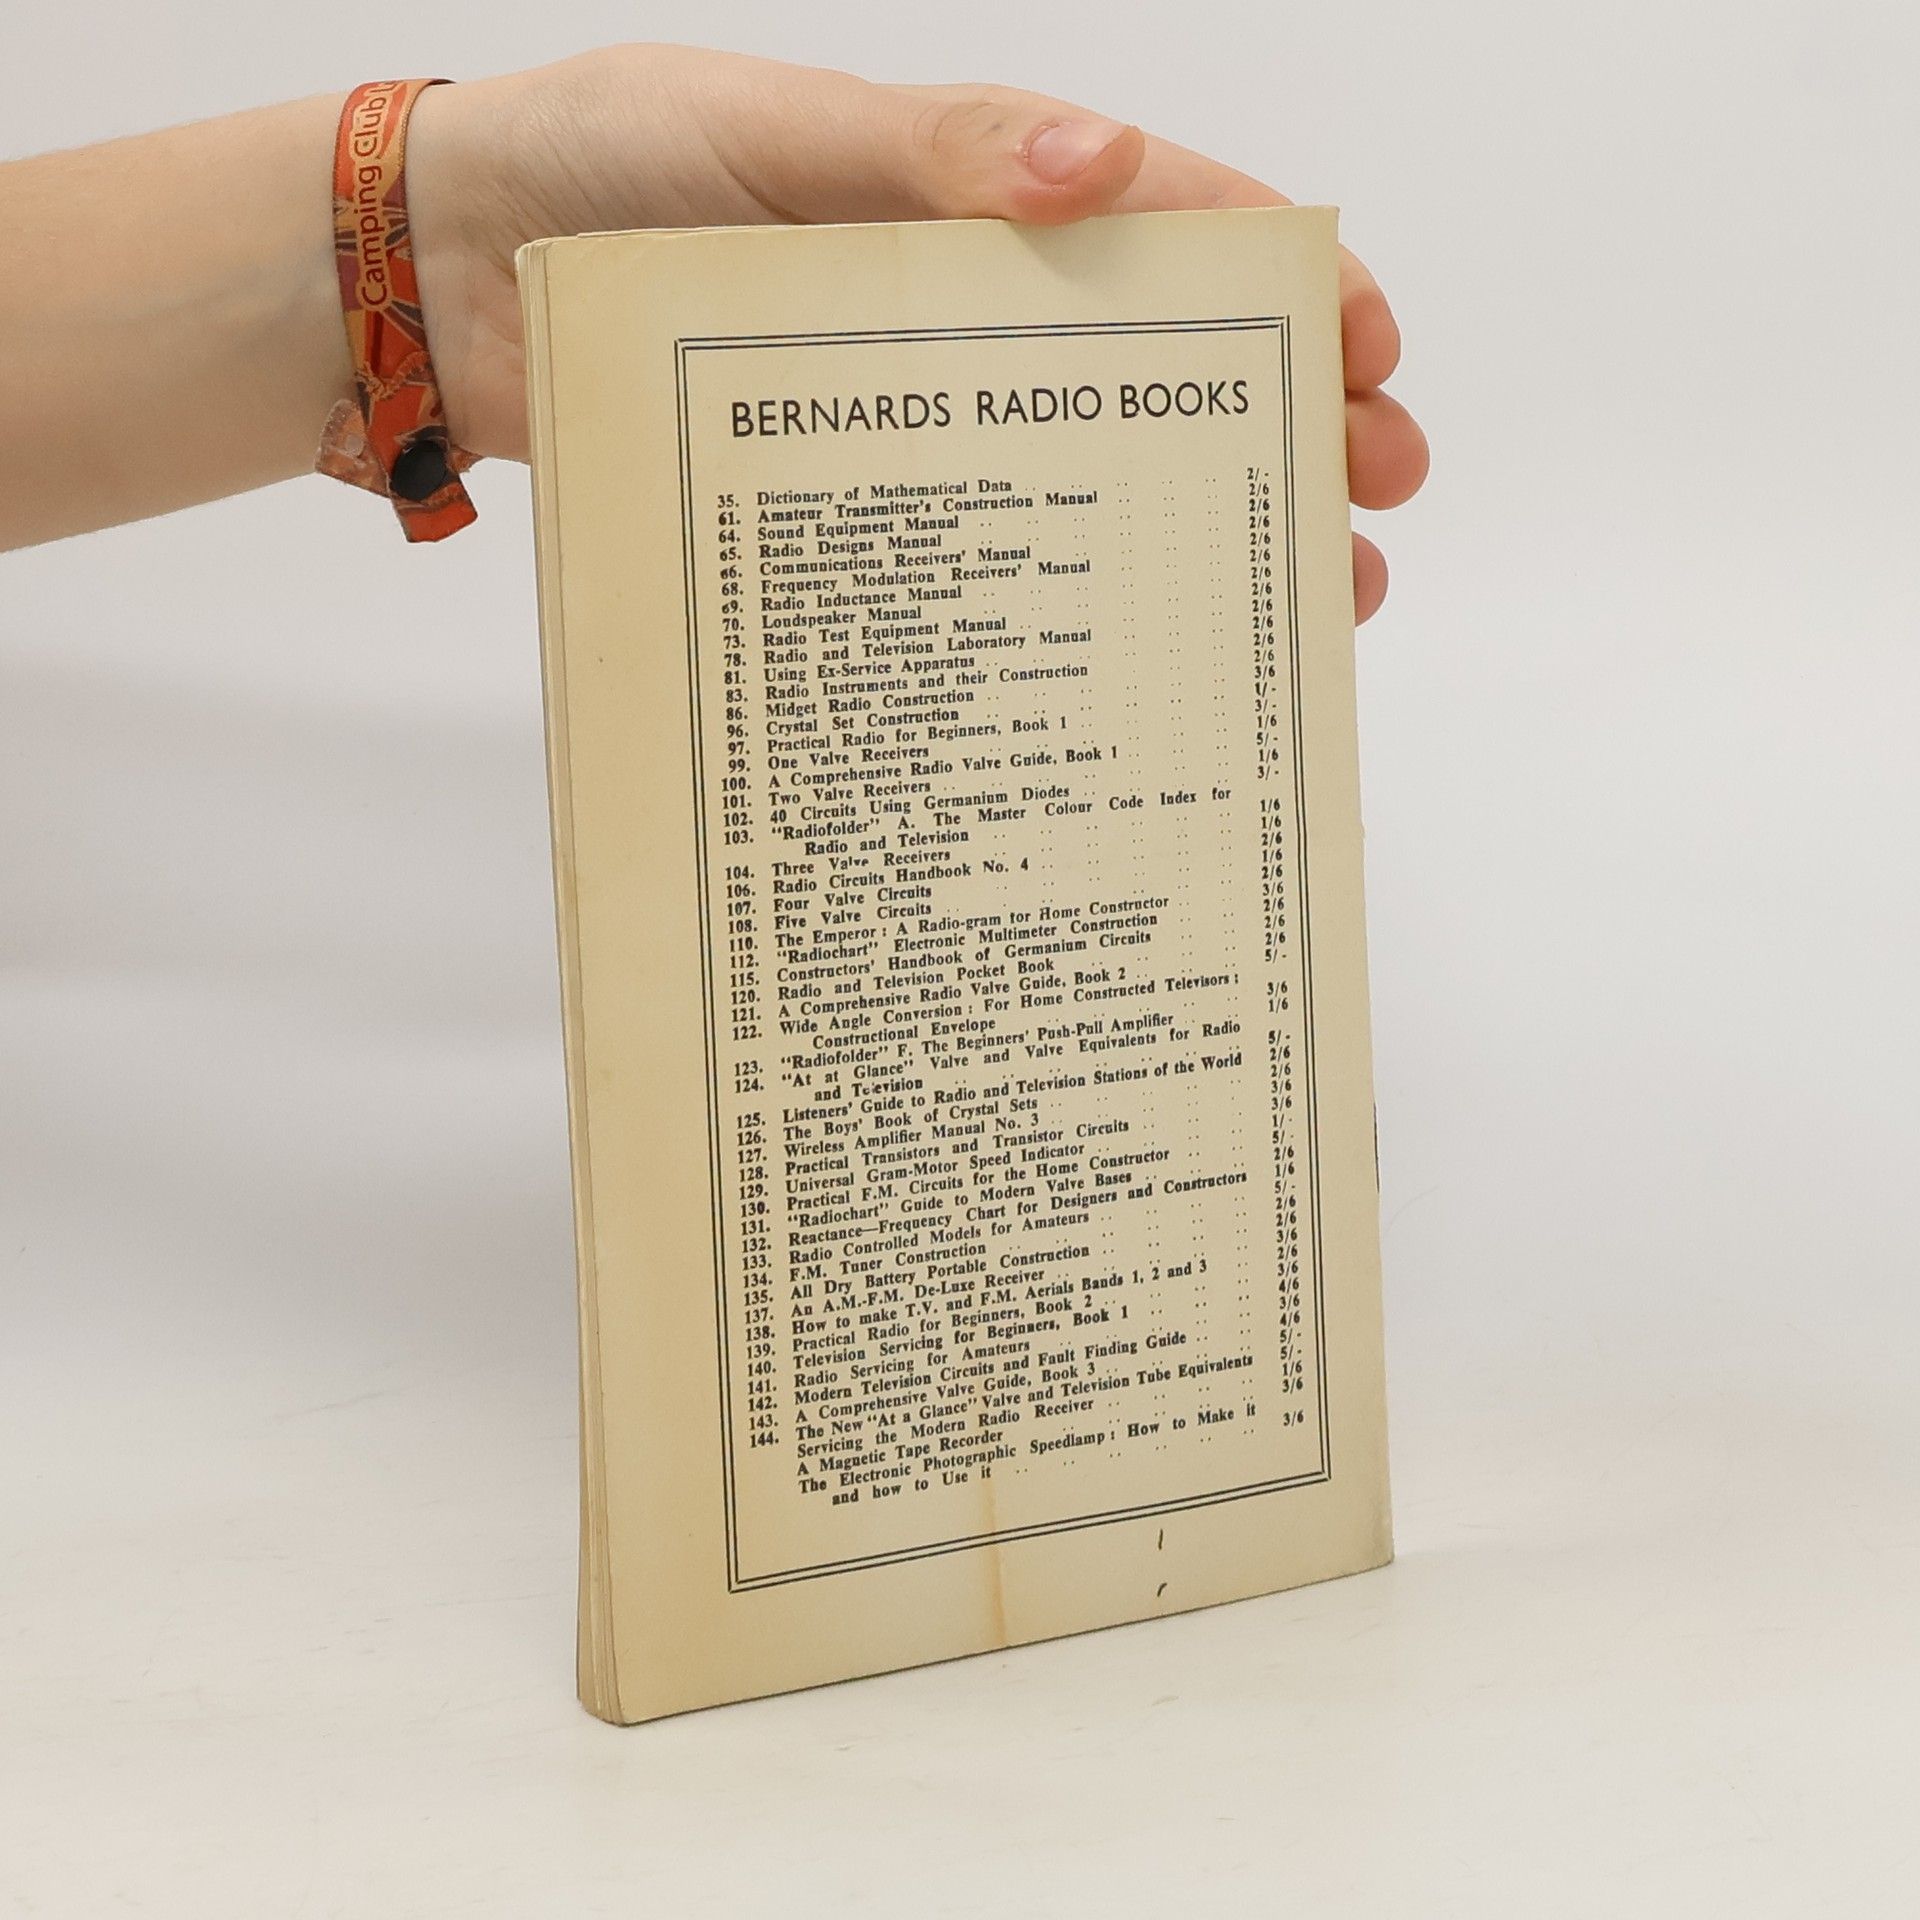 Camping Club
BERNARDS RADIO BOOKS
35. Dictionary of Mathematical Data 2/-
61. Amateur Transmitter's Construction Manual 2/6
64. Sound Equipment Manual 2/6
65. Radio Designs Manual 2/6
66. Communications Receivers' Manual 2/6
68. Frequency Modulation Receivers' Manual 2/6
69. Radio Inductance Manual 2/6
70. Loudspeaker Manual 2/6
73. Radio Test Equipment Manual 2/6
78. Radio and Television Laboratory Manual 2/6
81. Using Ex-Service Apparatus 2/6
83. Radio Instruments and their Construction 2/6
86. Midget Radio Construction 3/6
96. Crystal Set Construction 1/-
97. Practical Radio for Beginners, Book 1 3/-
99. One Valve Receivers 1/6
100. A Comprehensive Radio Valve Guide, Book 1 5/-
101. Two Valve Receivers 1/6
102. 40 Circuits Using Germanium Diodes 3/-
103. "Radiofolder" A. The Master Colour Code Index for
Radio and Television 1/6
104. Three Valve Receivers 1/6
106. Radio Circuits Handbook No. 4 2/6
107. Four Valve Circuits 1/6
108. Five Valve Circuits 2/6
110. The Emperor: A Radio-gram for Home Constructor 3/6
112. "Radiochart" Electronic Multimeter Construction 2/6
115. Constructors' Handbook of Germanium Circuits 2/6
120. Radio and Television Pocket Book 2/6
121. A Comprehensive Radio Valve Guide, Book 2 5/-
122. Wide Angle Conversion: For Home Constructed Televisors:
Constructional Envelope 3/6
123. "Radiofolder" F. The Beginners' Push-Pull Amplifier 1/6
124. "At at Glance" Valve and Valve Equivalents for Radio
and Television 5/-
125. Listeners' Guide to Radio and Television Stations of the World 2/6
126. The Boys' Book of Crystal Sets 2/6
127. Wireless Amplifier Manual No. 3 3/6
128. Practical Transistors and Transistor Circuits 3/6
129. Universal Gram-Motor Speed Indicator 1/-
130. Practical F.M. Circuits for the Home Constructor 5/-
131. "Radiochart" Guide to Modern Valve Bases 2/6
132. Reactance—Frequency Chart for Designers and Constructors 1/6
133. Radio Controlled Models for Amateurs 5/-
134. F.M. Tuner Construction 2/6
135. All Dry Battery Portable Construction 2/6
137. An A.M.-F.M. De-Luxe Receiver 3/6
138. How to make T.V. and F.M. Aerials Bands 1, 2 and 3 2/6
139. Practical Radio for Beginners, Book 2 3/6
140. Television Servicing for Beginners, Book 1 4/6
141. Radio Servicing for Amateurs 3/6
142. Modern Television Circuits and Fault Finding Guide 4/6
143. A Comprehensive Valve Guide, Book 3 5/-
144. The New "At a Glance" Valve and Television Tube Equivalents 5/-
Servicing the Modern Radio Receiver 1/6
A Magnetic Tape Recorder 3/6
The Electronic Photographic Speedlamp: How to Make it
and how to Use it 3/6